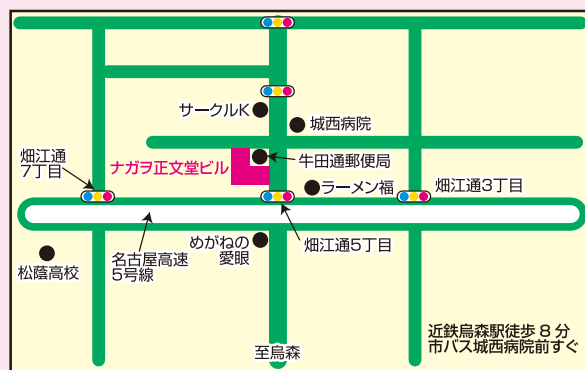 サークルK
城西病院
畑江通
7丁目
ナガヲ正文堂ビル
牛田通郵便局
ラーメン福
畑江通3丁目
めがねの
愛眼
畑江通5丁目
名古屋高速
5号線
松蔭高校
至烏森
近鉄烏森駅徒歩8分
市バス城西病院前すぐ